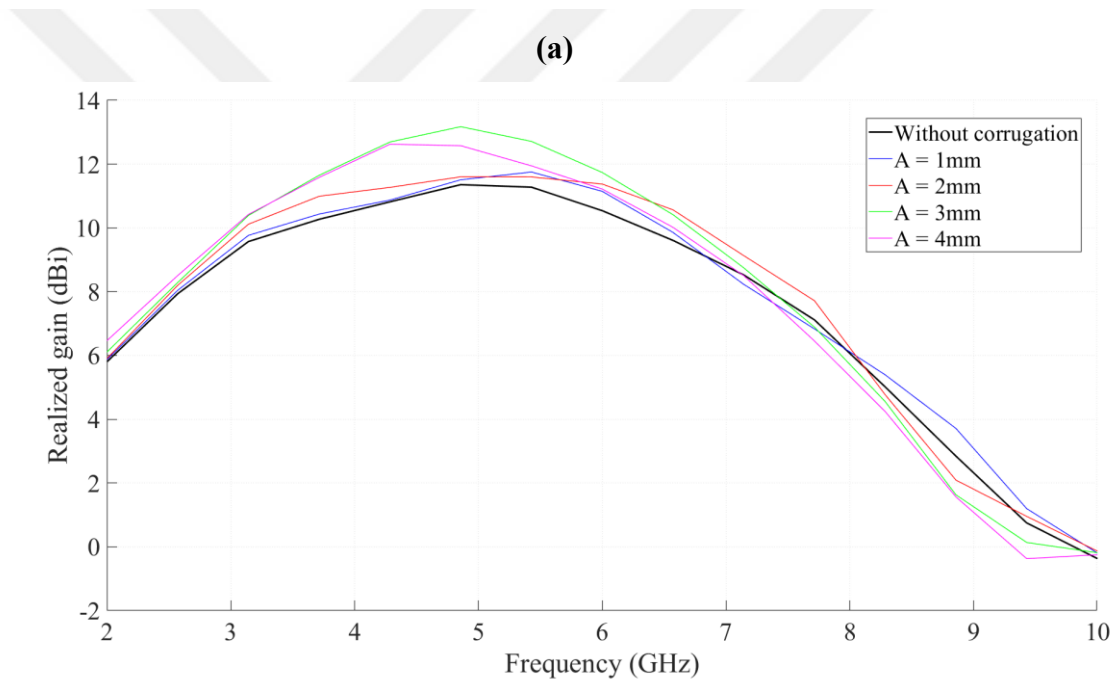 (a)
14
12
10
8
6
4
2
0
-2
Realized gain (dBi)
Without corrugation
A = 1mm
A = 2mm
A = 3mm
A = 4mm
2 3 4 5 6 7 8 9 10
Frequency (GHz)